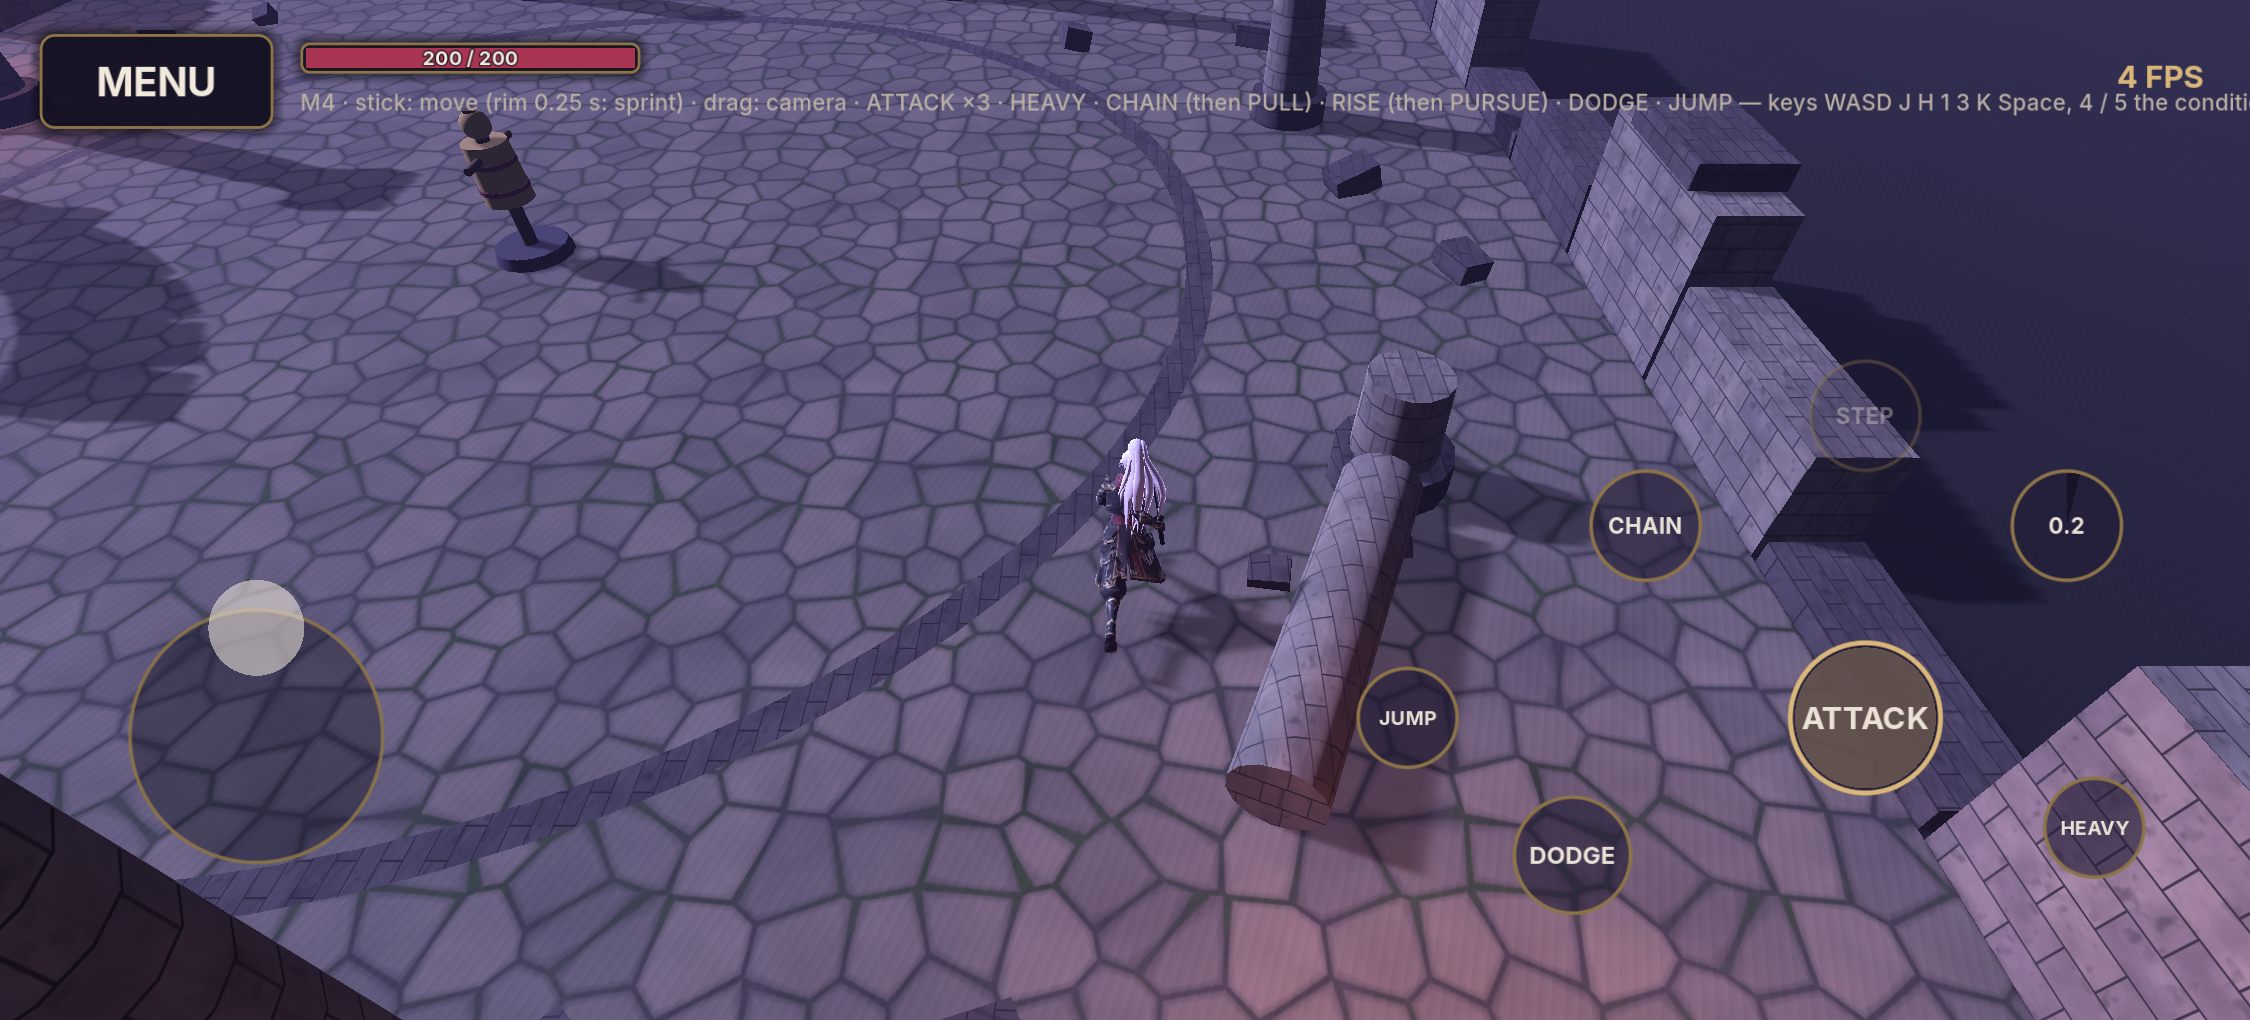 MENU
200 / 200
4 FPS
M4 · stick: move (rim 0.25 s: sprint) · drag: camera · ATTACK ×3 · HEAVY · CHAIN (then PULL) · RISE (then PURSUE) · DODGE · JUMP — keys WASD J H 1 3 K Space, 4 / 5 the conditi
STEP
CHAIN
0.2
JUMP
ATTACK
DODGE
HEAVY